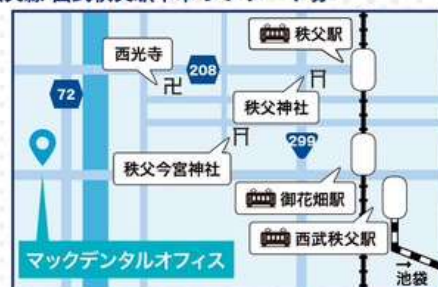 秩父駅
西光寺
208
72
秩父神社
299
秩父今宮神社
御花畑駅
西武秩父駅
マックデンタルオフィス
→
池袋